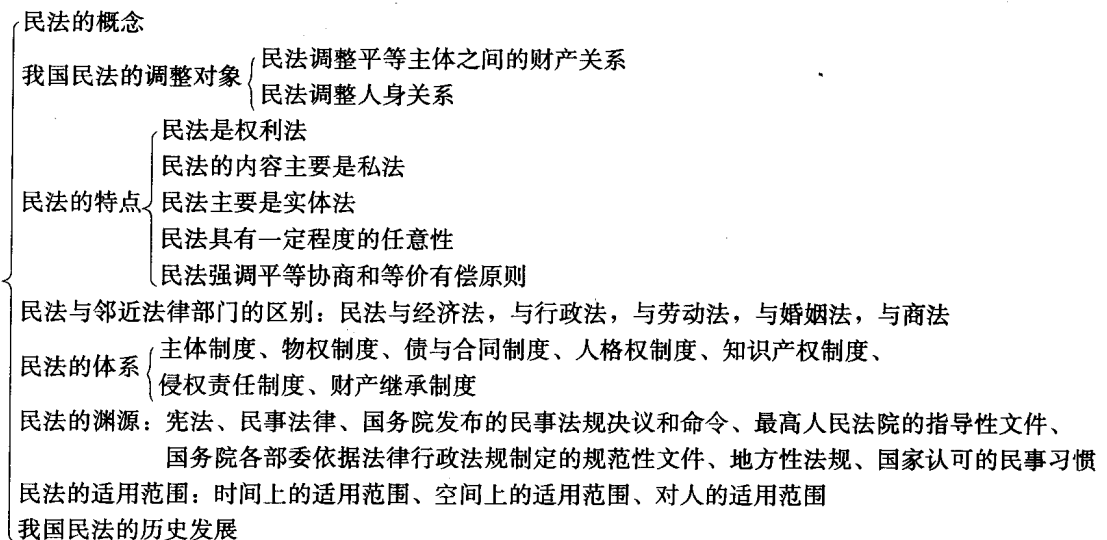 民法的概念
我国民法的调整对象
民法调整平等主体之间的财产关系
民法调整人身关系
民法的特点
民法是权利法
民法的内容主要是私法
民法主要是实体法
民法具有一定程度的任意性
民法强调平等协商和等价有偿原则
民法与邻近法律部门的区别：民法与经济法，与行政法，与劳动法，与婚姻法，与商法
民法的体系
主体制度、物权制度、债与合同制度、人格权制度、知识产权制度、
侵权责任制度、财产继承制度
民法的渊源：宪法、民事法律、国务院发布的民事法规决议和命令、最高人民法院的指导性文件、
国务院各部委依据法律行政法规制定的规范性文件、地方性法规、国家认可的民事习惯
民法的适用范围：时间上的适用范围、空间上的适用范围、对人的适用范围
我国民法的历史发展